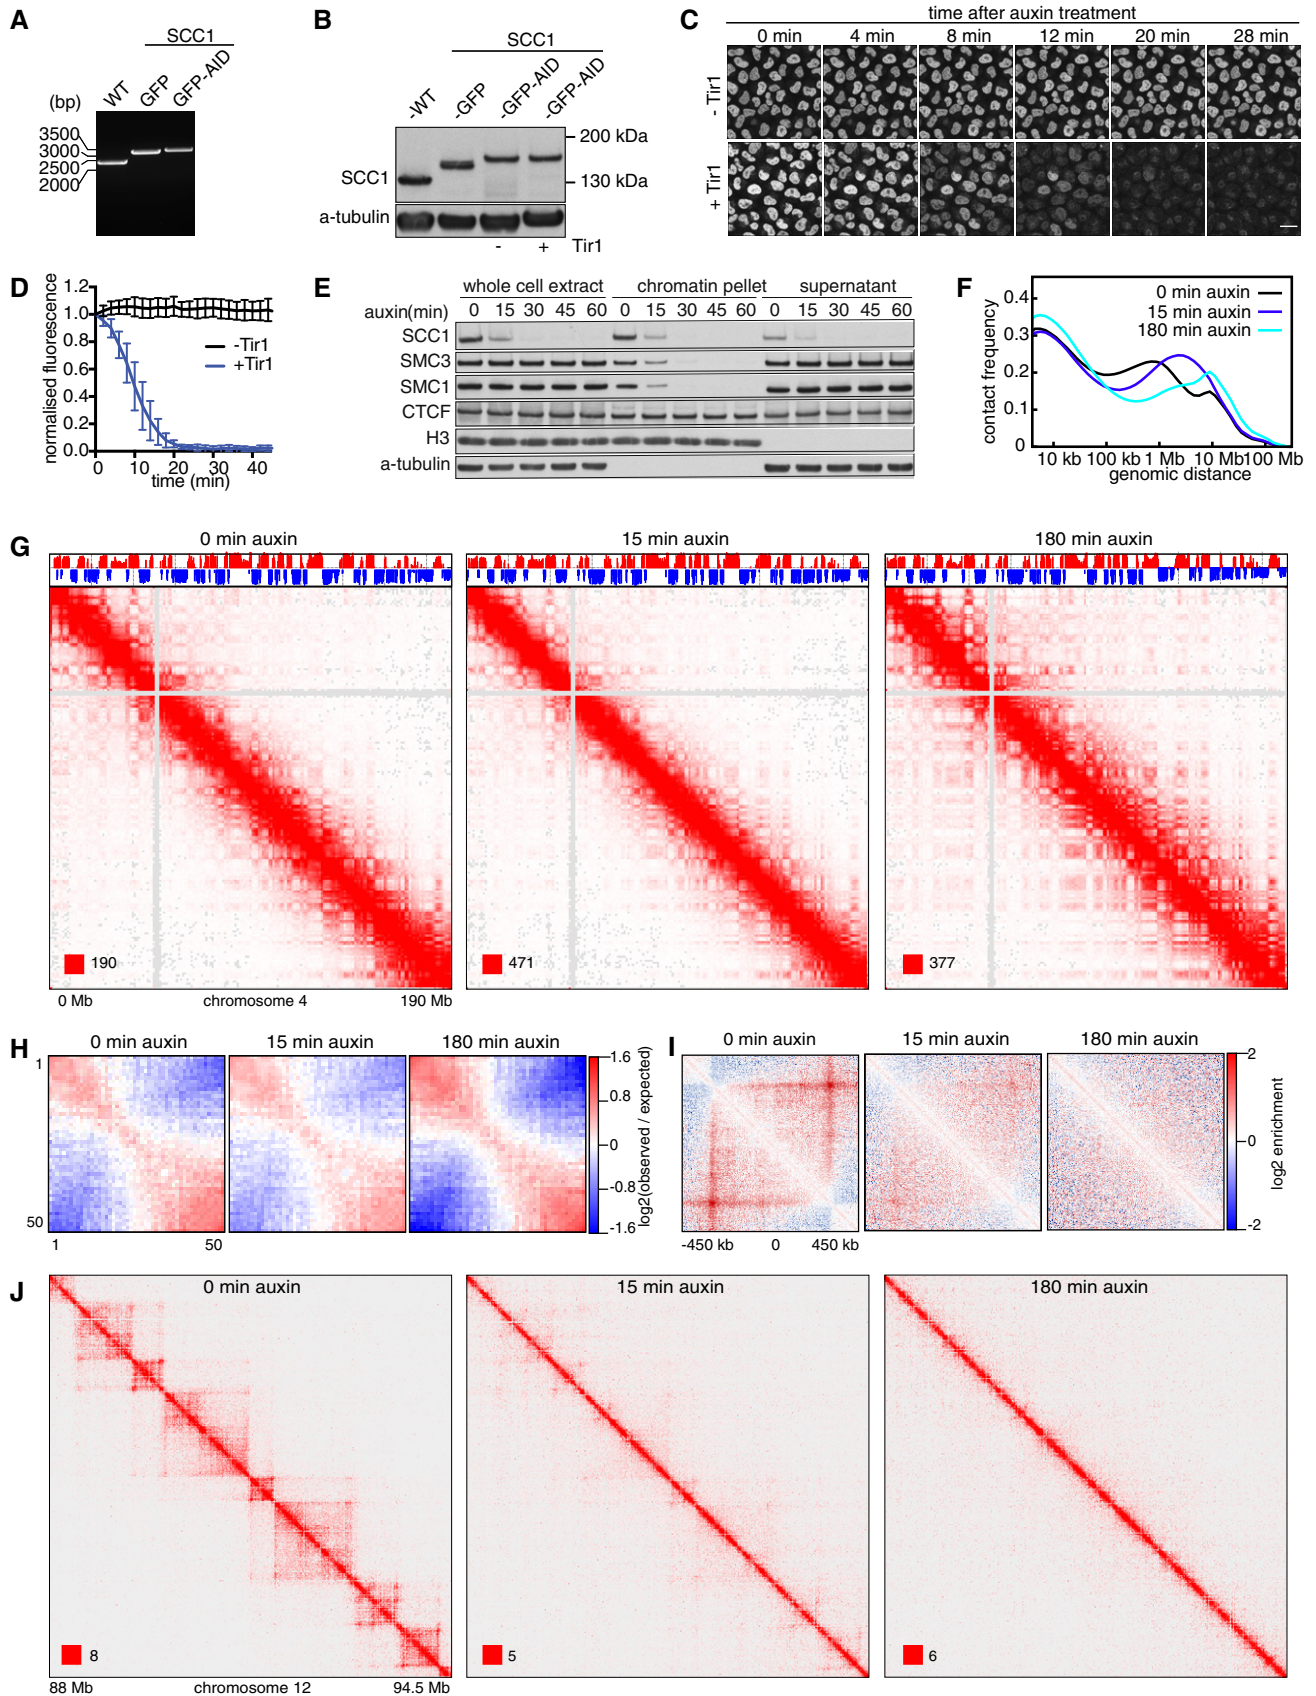 A
SCC1
WT
GFP
GFP-AID
(bp)
3500
3000
2500
2000
B
SCC1
-WT
-GFP
-GFP-AID
-GFP-AID
200 kDa
SCC1
130 kDa
a-tubulin
- + Tir1
C
time after auxin treatment
0 min 4 min 8 min 12 min 20 min 28 min
- Tir1
+ Tir1
D
normalised fluorescence
1.2
1.0
0.8
0.6
0.4
0.2
0.0
-Tir1
+Tir1
0 20 40
time (min)
E
whole cell extract chromatin pellet supernatant
auxin(min) 0 15 30 45 60 0 15 30 45 60 0 15 30 45 60
SCC1
SMC3
SMC1
CTCF
H3
a-tubulin
F
contact frequency
0.4
0.3
0.2
0.1
0
0 min auxin
15 min auxin
180 min auxin
10 kb 100 kb 1 Mb 10 Mb 100 Mb
genomic distance
G
0 min auxin 15 min auxin 180 min auxin
190 471 377
0 Mb chromosome 4 190 Mb
H
0 min auxin 15 min auxin 180 min auxin
1
50
1 50
1.6
0.8
0
-0.8
-1.6
log2(observed / expected)
I
0 min auxin 15 min auxin 180 min auxin
-450 kb 0 450 kb
2
0
-2
log2 enrichment
J
0 min auxin 15 min auxin 180 min auxin
8 5 6
88 Mb chromosome 12 94.5 Mb